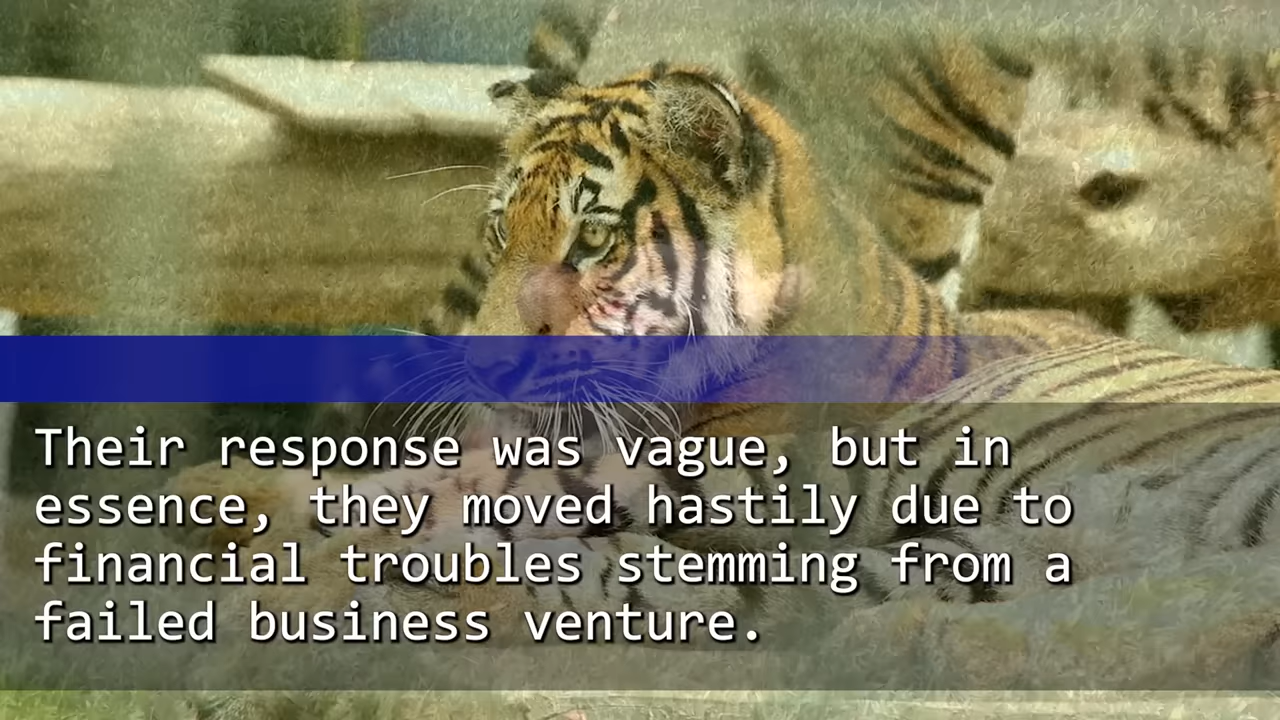 Their response was vague, but in
essence, they moved hastily due to
financial troubles stemming from a
failed business venture.